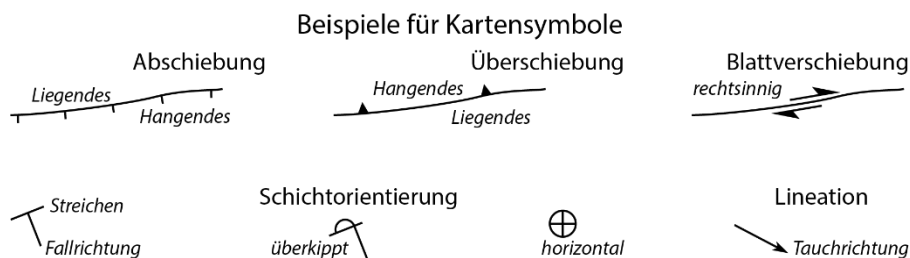 Beispiele für Kartensymbole
Abschiebung
Liegendes
Hangendes
Überschiebung
Hangendes
Liegendes
Blattverschiebung
rechtsinnig
Streichen
Fallrichtung
Schichtorientierung
überkippt
horizontal
Lineation
Tauchrichtung